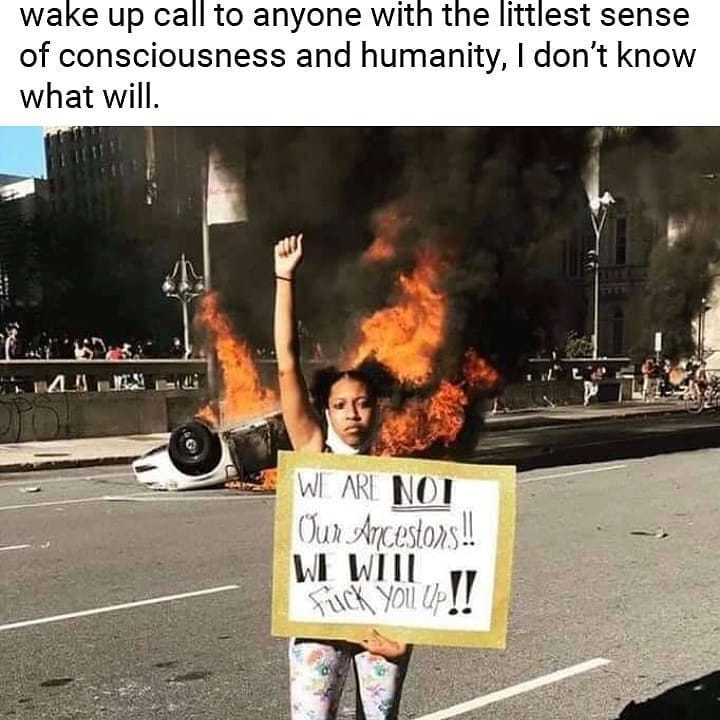 wake up call to anyone with the littlest sense
of consciousness and humanity, I don’t know
what will.
WE ARE NOT
Our Ancestors!!
WE WILL
Fuck You Up!!